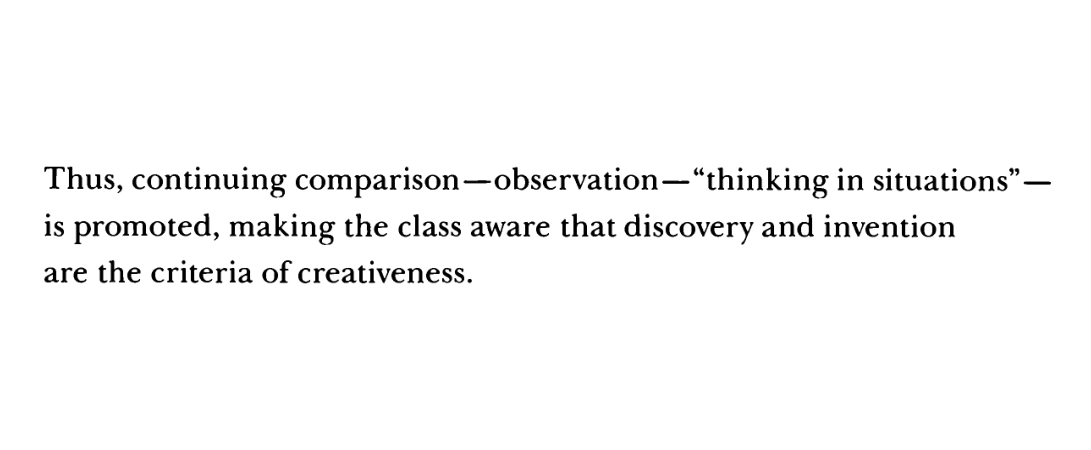 Thus, continuing comparison—observation—“thinking in situations”—
is promoted, making the class aware that discovery and invention
are the criteria of creativeness.